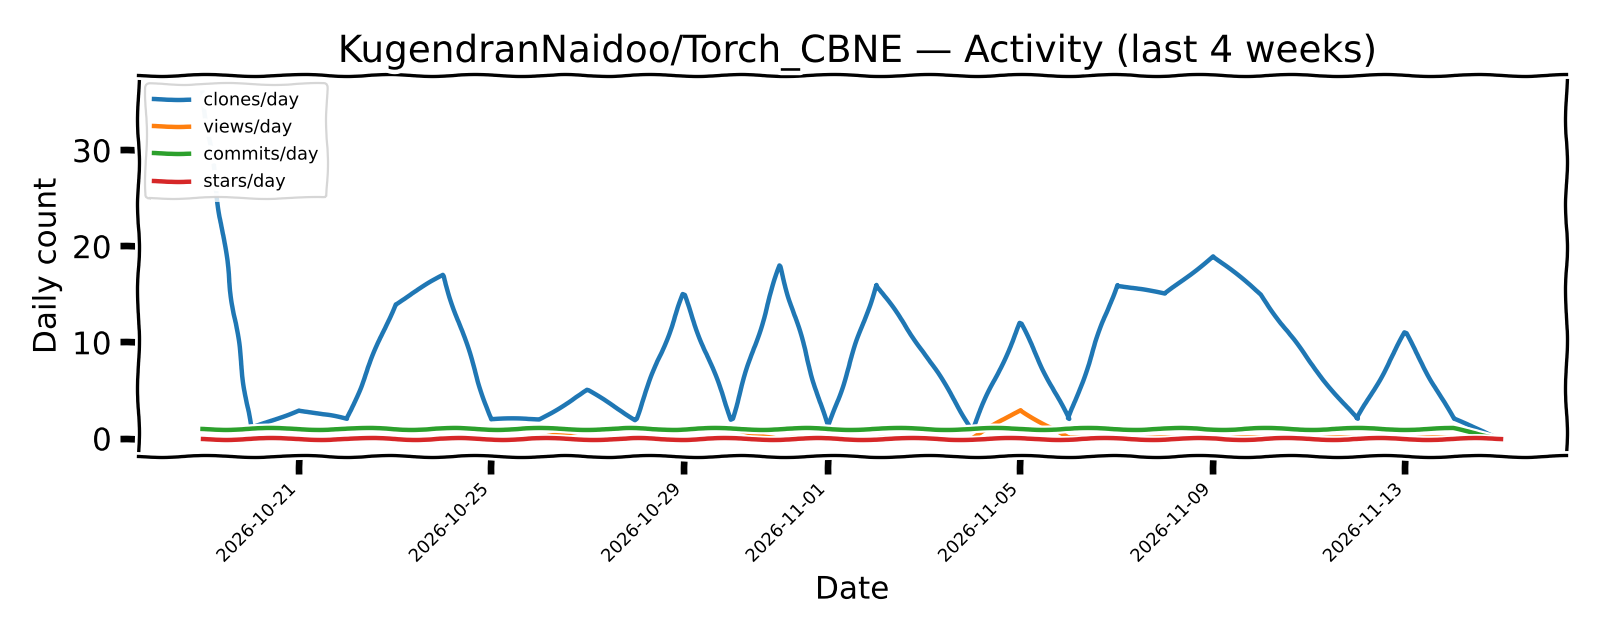 KugendranNaidoo/Torch_CBNE — Activity (last 4 weeks)
clones/day
views/day
commits/day
stars/day
Daily count
30
20
10
0
2026-10-21
2026-10-25
2026-10-29
2026-11-01
2026-11-05
2026-11-09
2026-11-13
Date